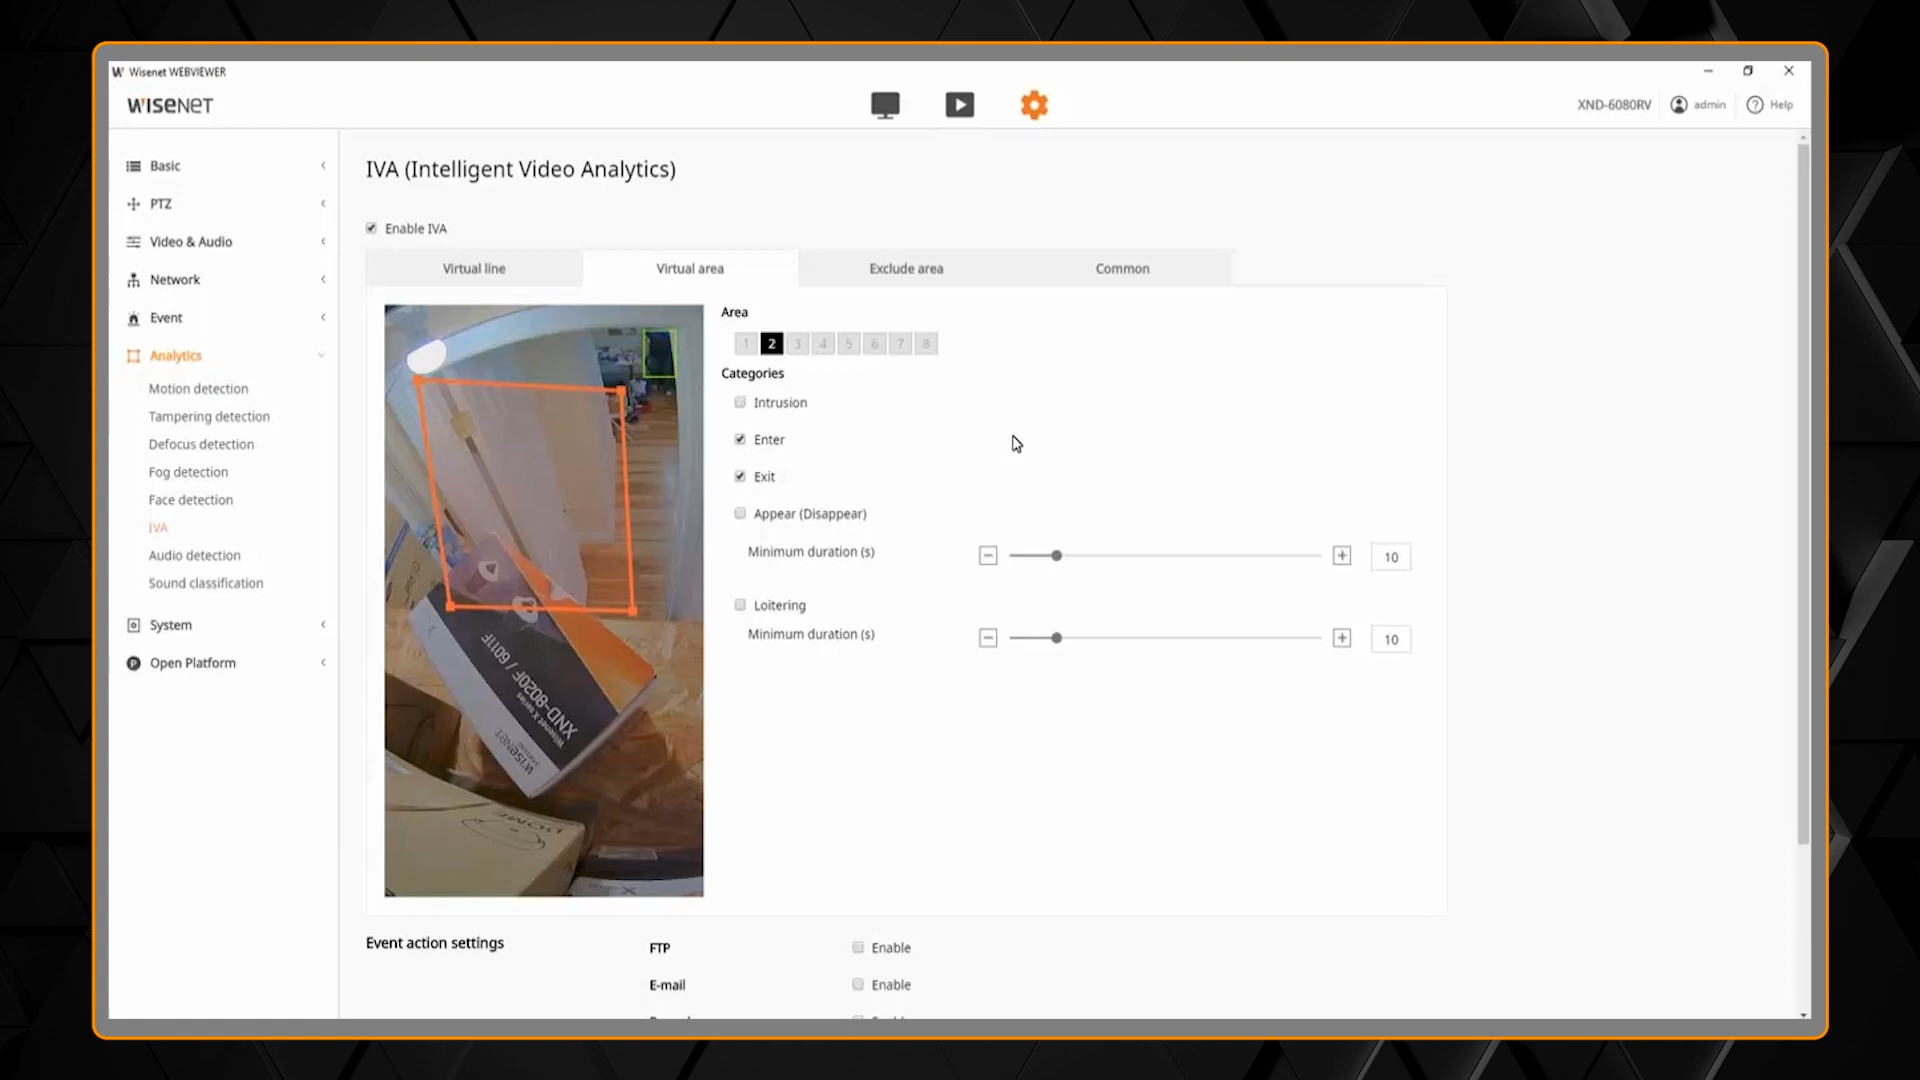 Wisenet WEBVIEWER
WISENET
XND-6080RV
admin
Help
Basic
PTZ
Video & Audio
Network
Event
Analytics
Motion detection
Tampering detection
Defocus detection
Fog detection
Face detection
IVA
Audio detection
Sound classification
System
Open Platform
IVA (Intelligent Video Analytics)
Enable IVA
Virtual line
Virtual area
Exclude area
Common
XND-8020F / 6011F
Wisenet X series
WISENET
DOME
Area
1 2 3 4 5 6 7 8
Categories
Intrusion
Enter
Exit
Appear (Disappear)
Minimum duration (s)
10
Loitering
Minimum duration (s)
10
Event action settings
FTP
Enable
E-mail
Enable